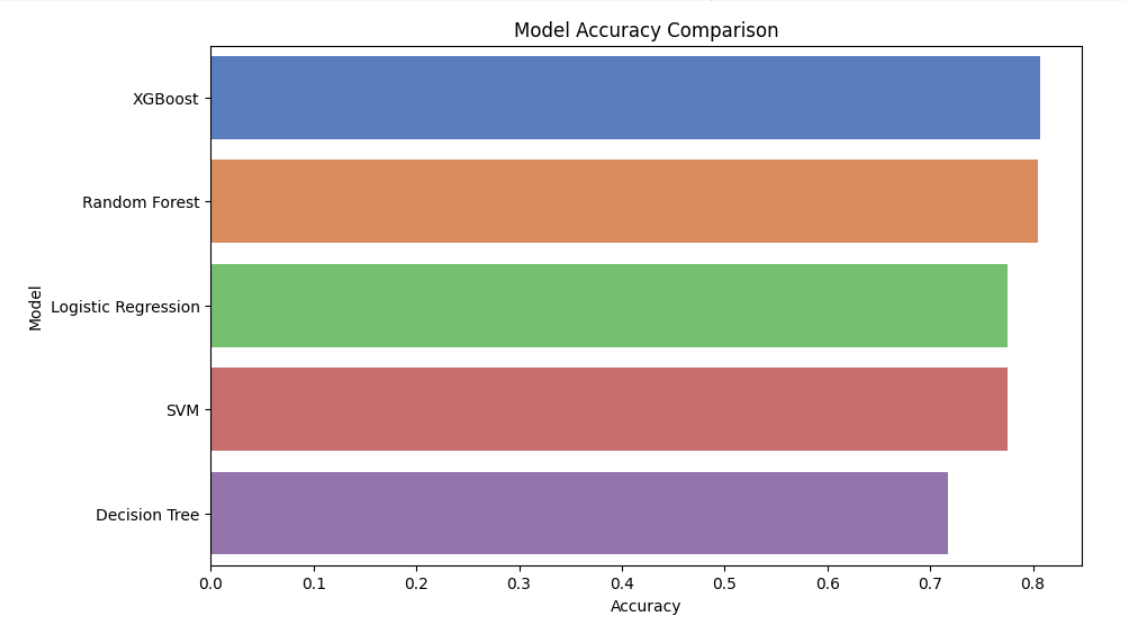 Model Accuracy Comparison
XGBoost
Random Forest
Logistic Regression
SVM
Decision Tree
Model
0.0 0.1 0.2 0.3 0.4 0.5 0.6 0.7 0.8
Accuracy